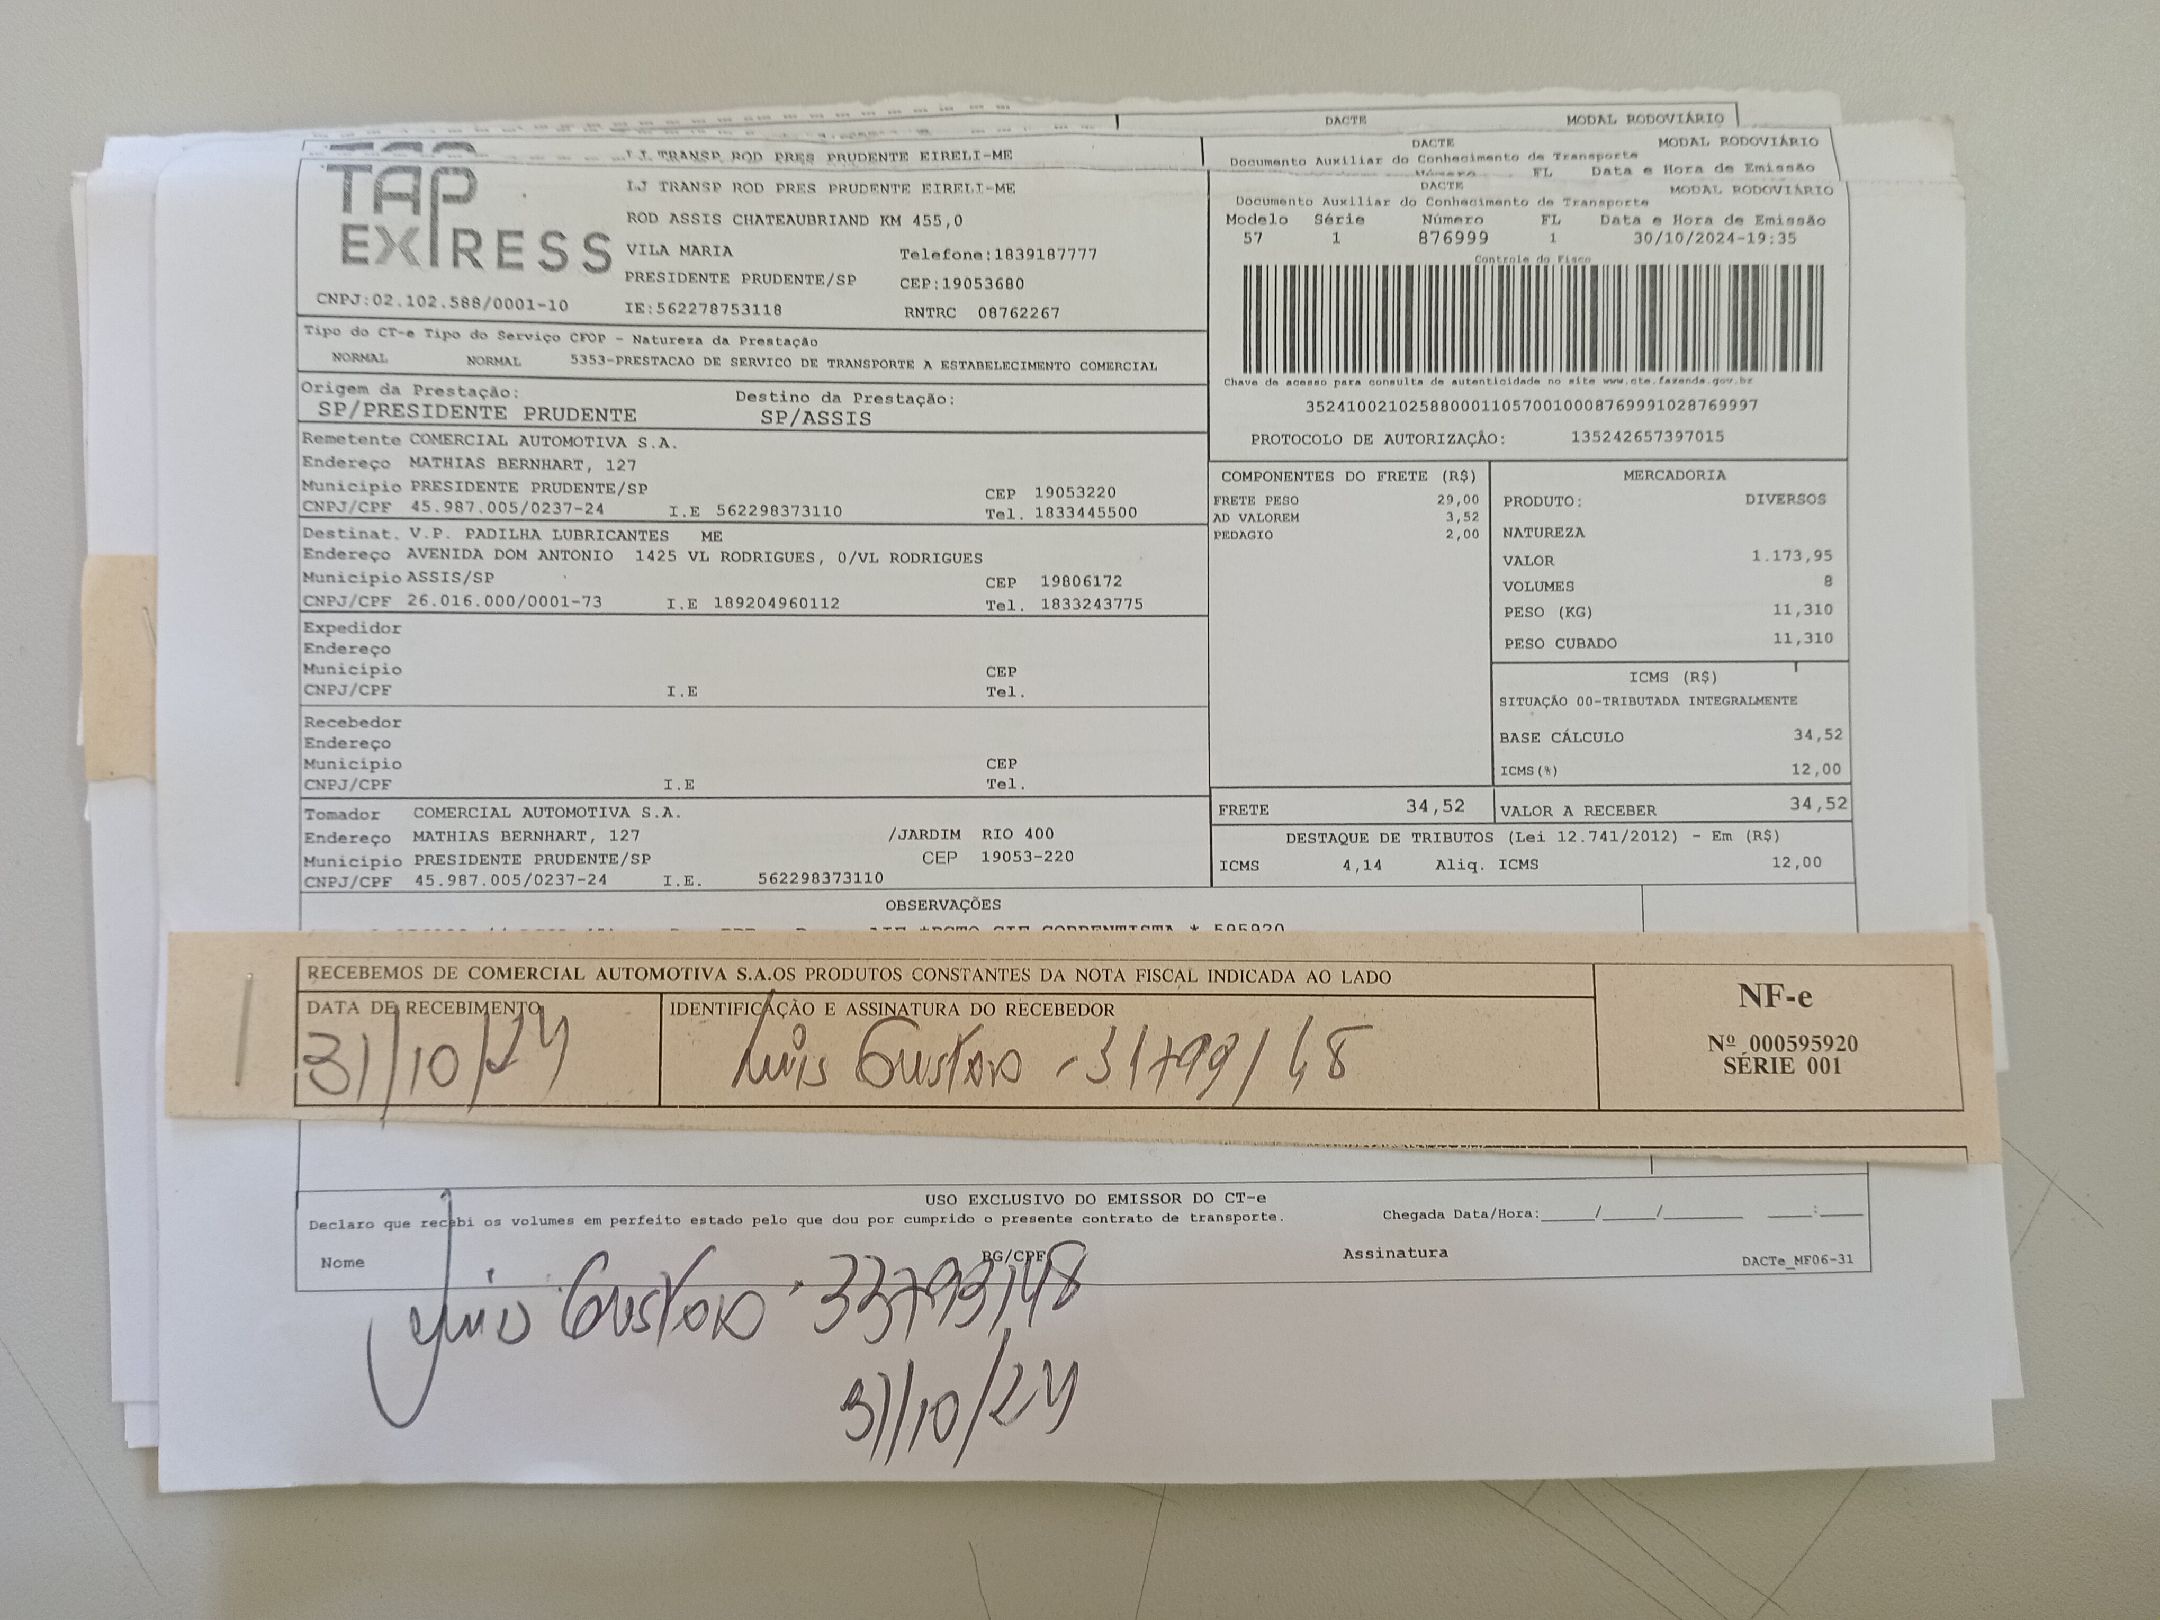 DACTE MODAL RODOVIÁRIO
LJ TRANSP ROD PRES PRUDENTE EIRELI-ME
DACTE MODAL RODOVIÁRIO
Documento Auxiliar do Conhecimento de Transporte
Número FL Data e Hora de Emissão
TAP EXPRESS
LJ TRANSP ROD PRES PRUDENTE EIRELI-ME
ROD ASSIS CHATEAUBRIAND KM 455,0
VILA MARIA Telefone:1839187777
PRESIDENTE PRUDENTE/SP CEP:19053680
CNPJ:02.102.588/0001-10 IE:562278753118 RNTRC 08762267
DACTE MODAL RODOVIÁRIO
Documento Auxiliar do Conhecimento de Transporte
Modelo Série Número FL Data e Hora de Emissão
57 1 876999 1 30/10/2024-19:35
Controle do Fisco
Chave de acesso para consulta de autenticidade no site www.cte.fazenda.gov.br
35241002102588000110570010008769991028769997
PROTOCOLO DE AUTORIZAÇÃO: 135242657397015
Tipo do CT-e Tipo do Serviço CFOP - Natureza da Prestação
NORMAL NORMAL 5353-PRESTACAO DE SERVICO DE TRANSPORTE A ESTABELECIMENTO COMERCIAL
Origem da Prestação: Destino da Prestação:
SP/PRESIDENTE PRUDENTE SP/ASSIS
Remetente COMERCIAL AUTOMOTIVA S.A.
Endereço MATHIAS BERNHART, 127
Município PRESIDENTE PRUDENTE/SP CEP 19053220
CNPJ/CPF 45.987.005/0237-24 I.E 562298373110 Tel. 1833445500
Destinat. V.P. PADILHA LUBRICANTES ME
Endereço AVENIDA DOM ANTONIO 1425 VL RODRIGUES, 0/VL RODRIGUES
Município ASSIS/SP CEP 19806172
CNPJ/CPF 26.016.000/0001-73 I.E 189204960112 Tel. 1833243775
Expedidor
Endereço
Município CEP
CNPJ/CPF I.E Tel.
Recebedor
Endereço
Município CEP
CNPJ/CPF I.E Tel.
Tomador COMERCIAL AUTOMOTIVA S.A.
Endereço MATHIAS BERNHART, 127 /JARDIM RIO 400
Município PRESIDENTE PRUDENTE/SP CEP 19053-220
CNPJ/CPF 45.987.005/0237-24 I.E. 562298373110
COMPONENTES DO FRETE (R$)
FRETE PESO 29,00
AD VALOREM 3,52
PEDAGIO 2,00
MERCADORIA
PRODUTO: DIVERSOS
NATUREZA
VALOR 1.173,95
VOLUMES 8
PESO (KG) 11,310
PESO CUBADO 11,310
ICMS (R$)
SITUAÇÃO 00-TRIBUTADA INTEGRALMENTE
BASE CÁLCULO 34,52
ICMS(%) 12,00
FRETE 34,52 VALOR A RECEBER 34,52
DESTAQUE DE TRIBUTOS (Lei 12.741/2012) - Em (R$)
ICMS 4,14 Aliq. ICMS 12,00
OBSERVAÇÕES
RECEBEMOS DE COMERCIAL AUTOMOTIVA S.A.OS PRODUTOS CONSTANTES DA NOTA FISCAL INDICADA AO LADO
DATA DE RECEBIMENTO IDENTIFICAÇÃO E ASSINATURA DO RECEBEDOR
31/10/24 Luis Gustavo
NF-e
Nº 000595920
SÉRIE 001
USO EXCLUSIVO DO EMISSOR DO CT-e
Declaro que recebi os volumes em perfeito estado pelo que dou por cumprido o presente contrato de transporte. Chegada Data/Hora:____/____/______ ___:___
Nome RG/CPF Assinatura DACTe_MF06-31
Luis Gustavo
31/10/24